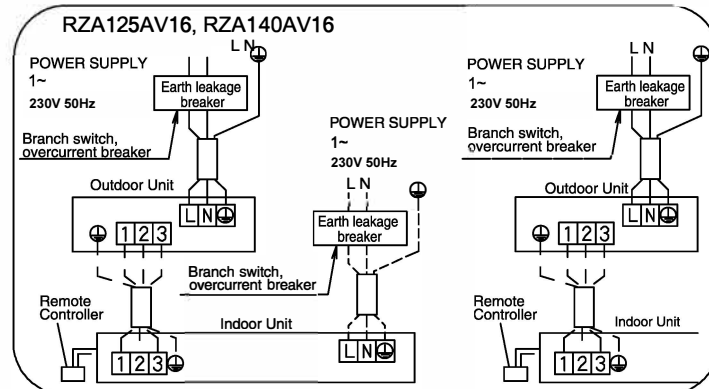 RZA125AV16, RZA140AV16
L N
POWER SUPPLY
1~
230V 50Hz
Earth leakage
breaker
Branch switch,
overcurrent breaker
Outdoor Unit
L N
1 2 3
POWER SUPPLY
1~
230V 50Hz
L N
Earth leakage
breaker
Branch switch,
overcurrent breaker
Remote
Controller
Indoor Unit
1 2 3
L N
L N
POWER SUPPLY
1~
230V 50Hz
Earth leakage
breaker
Branch switch,
overcurrent breaker
Outdoor Unit
L N
1 2 3
Remote
Controller
Indoor Unit
1 2 3